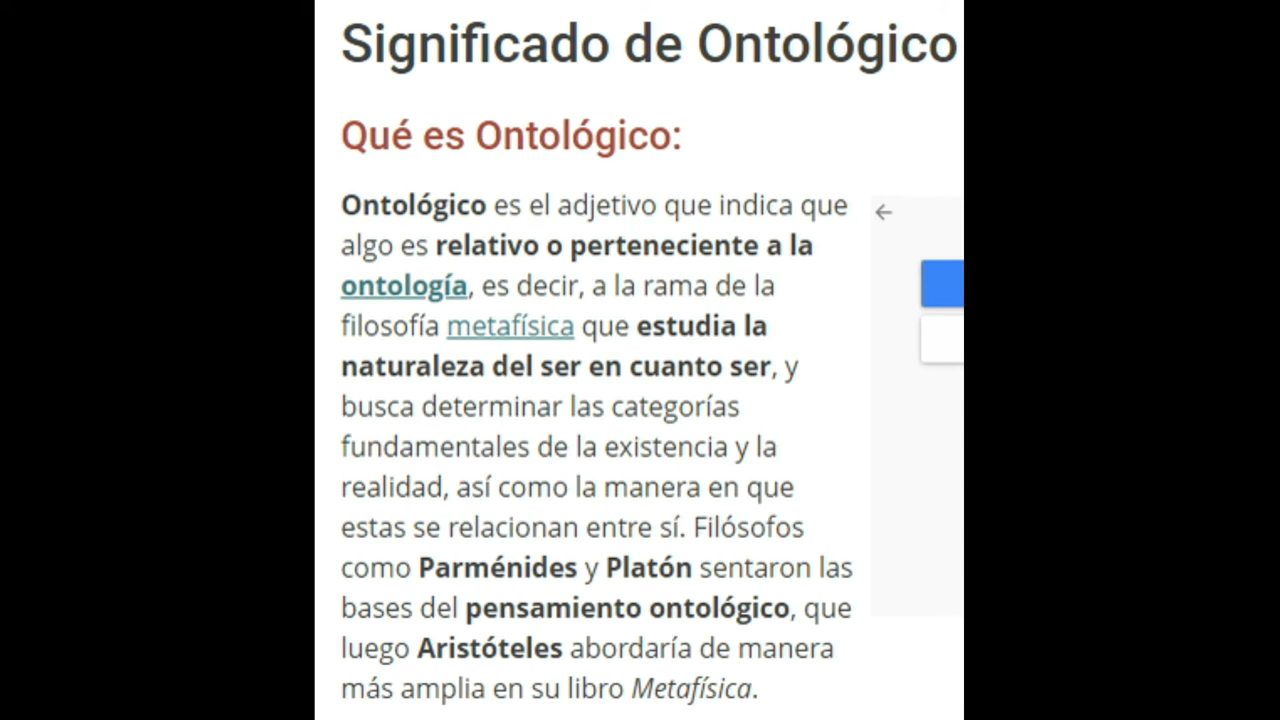 Significado de Ontológico
Qué es Ontológico:
Ontológico es el adjetivo que indica que
algo es relativo o perteneciente a la
ontología, es decir, a la rama de la
filosofía metafísica que estudia la
naturaleza del ser en cuanto ser, y
busca determinar las categorías
fundamentales de la existencia y la
realidad, así como la manera en que
estas se relacionan entre sí. Filósofos
como Parménides y Platón sentaron las
bases del pensamiento ontológico, que
luego Aristóteles abordaría de manera
más amplia en su libro Metafísica.